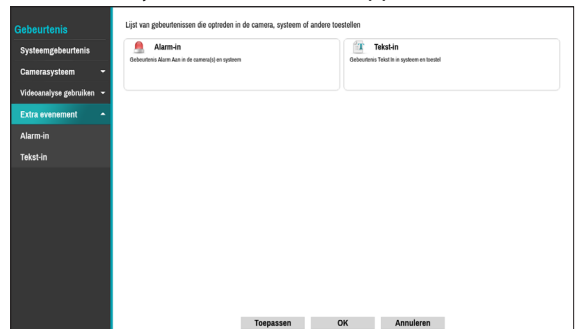 Gebeurtenis
Systeemgebeurtenis
Camerasysteem
Videoanalyse gebruiken
Extra evenement
Alarm-in
Tekst-in
Lijst van gebeurtenissen die optreden in de camera, systeem of andere toestellen
Alarm-in
Gebeurtenis Alarm Aan in de camera(s) en systeem
Tekst-in
Gebeurtenis Tekst In in systeem en toestel
Toepassen OK Annuleren